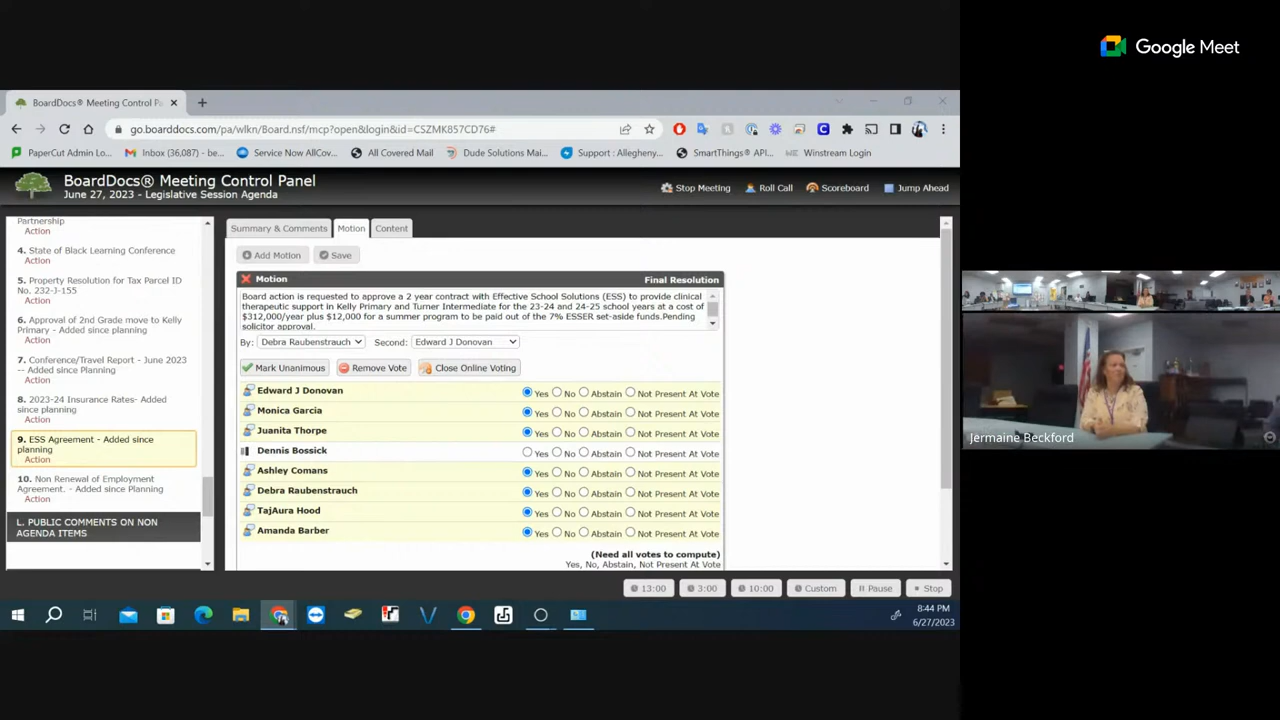 Google Meet
BoardDocs® Meeting Control Pa
go.boarddocs.com/pa/wlkn/Board.nsf/mcp?open&login&id=CSZMK857CD76#
PaperCut Admin Lo...
Inbox (36,087) - be...
Service Now AllCov...
All Covered Mail
Dude Solutions Mai...
Support : Allegheny...
SmartThings® API...
Winstream Login
BoardDocs® Meeting Control Panel
June 27, 2023 - Legislative Session Agenda
Stop Meeting
Roll Call
Scoreboard
Jump Ahead
Partnership
Action
4. State of Black Learning Conference
Action
5. Property Resolution for Tax Parcel ID
No. 232-J-155
Action
6. Approval of 2nd Grade move to Kelly
Primary - Added since planning
Action
7. Conference/Travel Report - June 2023
-- Added since Planning
Action
8. 2023-24 Insurance Rates- Added
since planning
Action
9. ESS Agreement - Added since
planning
Action
10. Non Renewal of Employment
Agreement. - Added since Planning
Action
L. PUBLIC COMMENTS ON NON
AGENDA ITEMS
Summary & Comments
Motion
Content
Add Motion
Save
Motion
Final Resolution
Board action is requested to approve a 2 year contract with Effective School Solutions (ESS) to provide clinical
therapeutic support in Kelly Primary and Turner Intermediate for the 23-24 and 24-25 school years at a cost of
$312,000/year plus $12,000 for a summer program to be paid out of the 7% ESSER set-aside funds.Pending
solicitor approval.
By: Debra Raubenstrauch Second: Edward J Donovan
Mark Unanimous
Remove Vote
Close Online Voting
Edward J Donovan Yes No Abstain Not Present At Vote
Monica Garcia Yes No Abstain Not Present At Vote
Juanita Thorpe Yes No Abstain Not Present At Vote
Dennis Bossick Yes No Abstain Not Present At Vote
Ashley Comans Yes No Abstain Not Present At Vote
Debra Raubenstrauch Yes No Abstain Not Present At Vote
TajAura Hood Yes No Abstain Not Present At Vote
Amanda Barber Yes No Abstain Not Present At Vote
(Need all votes to compute)
Yes, No, Abstain, Not Present At Vote
13:00
3:00
10:00
Custom
Pause
Stop
8:44 PM
6/27/2023
Jermaine Beckford